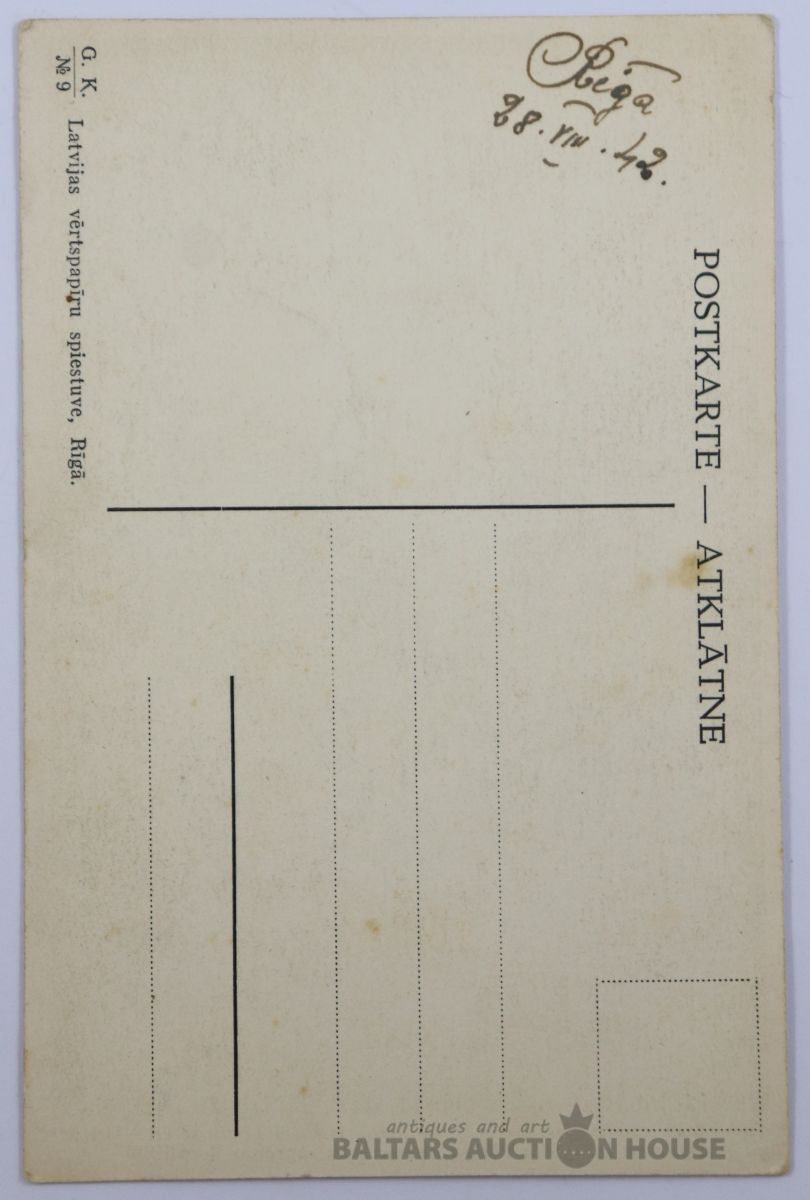 Rīga
28. VIII. 42.
POSTKARTE — ATKLĀTNE
G. K.
№ 9
Latvijas vērtspapīru spiestuve, Rīgā.
antiques and art
BALTARS AUCTION HOUSE